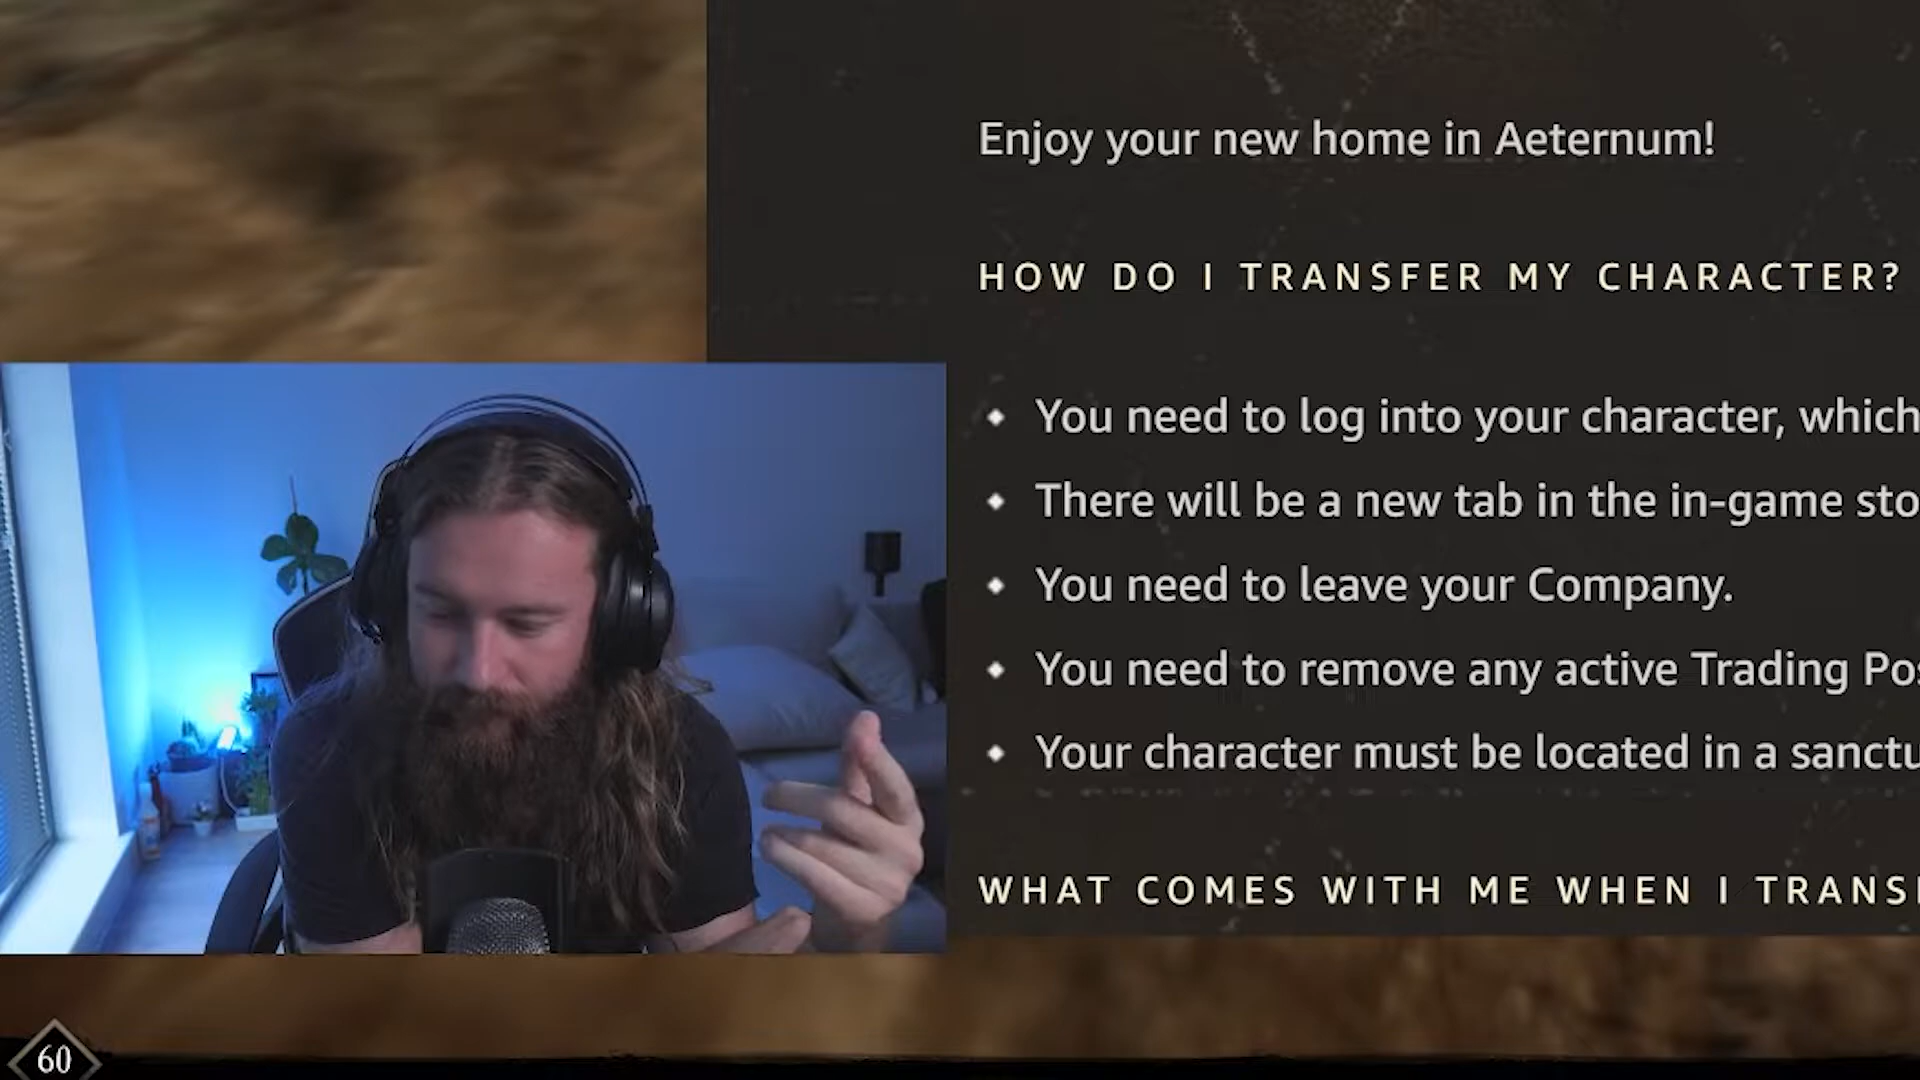 Enjoy your new home in Aeternum!
HOW DO I TRANSFER MY CHARACTER?
You need to log into your character, which
There will be a new tab in the in-game sto
You need to leave your Company.
You need to remove any active Trading Pos
Your character must be located in a sanctu
WHAT COMES WITH ME WHEN I TRANSF
60